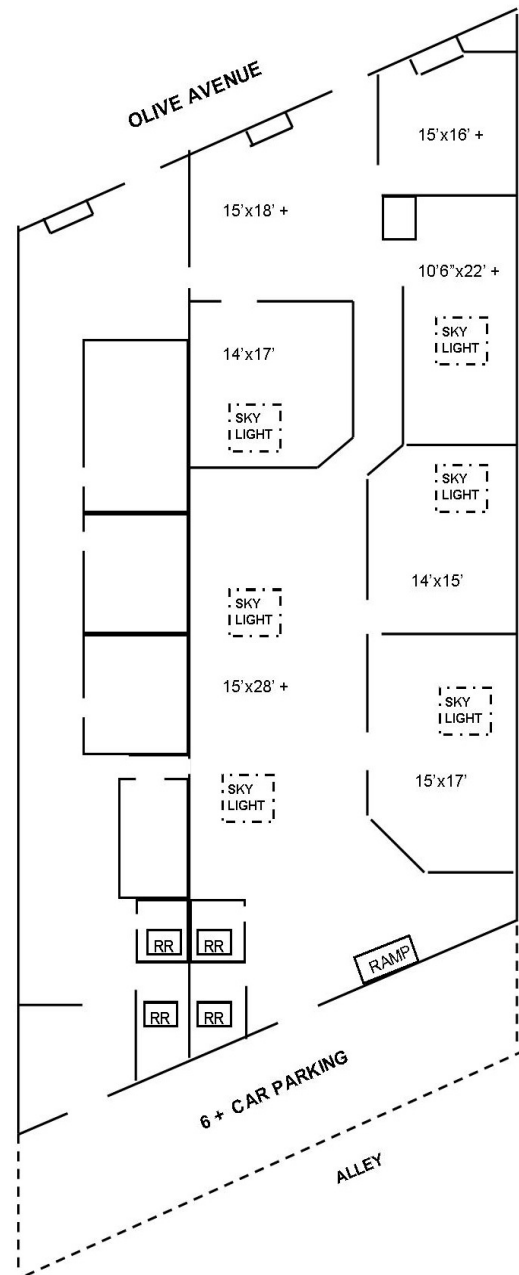 OLIVE AVENUE
15'x16' +
15'x18' +
10'6"x22' +
SKY
LIGHT
14'x17'
SKY
LIGHT
SKY
LIGHT
14'x15'
SKY
LIGHT
15'x28' +
SKY
LIGHT
15'x17'
SKY
LIGHT
RR
RR
RAMP
RR
RR
6 + CAR PARKING
ALLEY